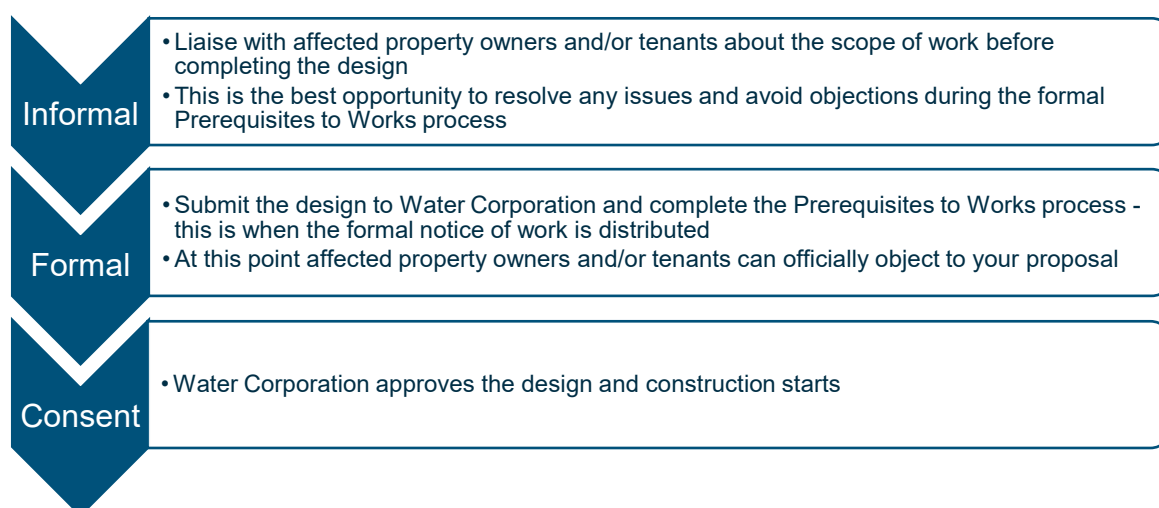 Informal
• Liaise with affected property owners and/or tenants about the scope of work before
completing the design
• This is the best opportunity to resolve any issues and avoid objections during the formal
Prerequisites to Works process
Formal
• Submit the design to Water Corporation and complete the Prerequisites to Works process -
this is when the formal notice of work is distributed
• At this point affected property owners and/or tenants can officially object to your proposal
Consent
• Water Corporation approves the design and construction starts